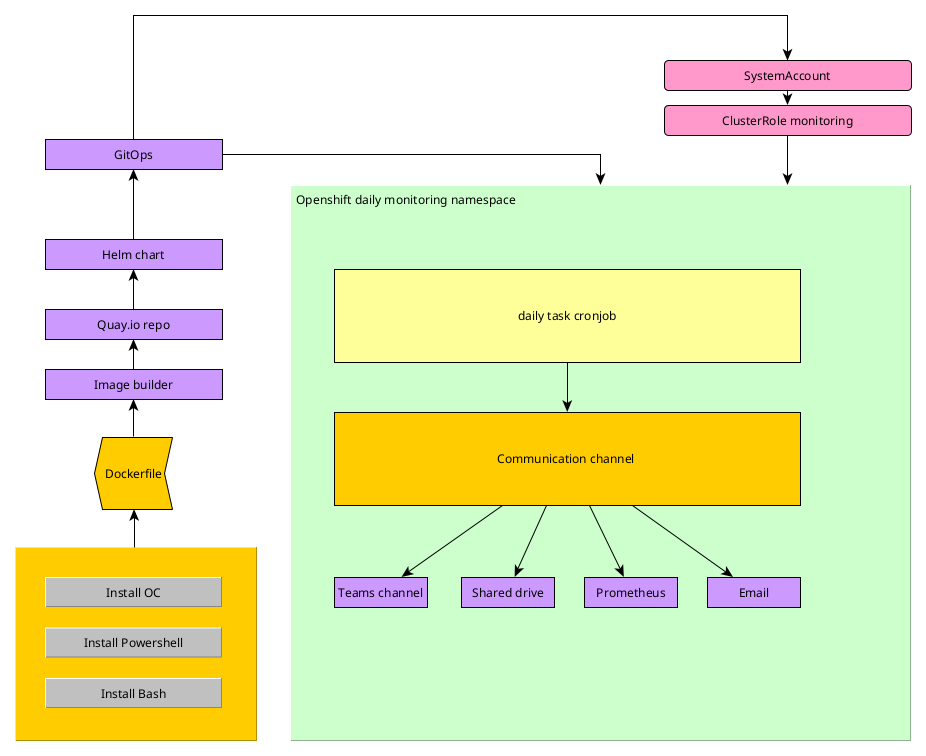 SystemAccount
ClusterRole monitoring
GitOps
Openshift daily monitoring namespace
Helm chart
Quay.io repo
Image builder
Dockerfile
Install OC
Install Powershell
Install Bash
daily task cronjob
Communication channel
Teams channel
Shared drive
Prometheus
Email